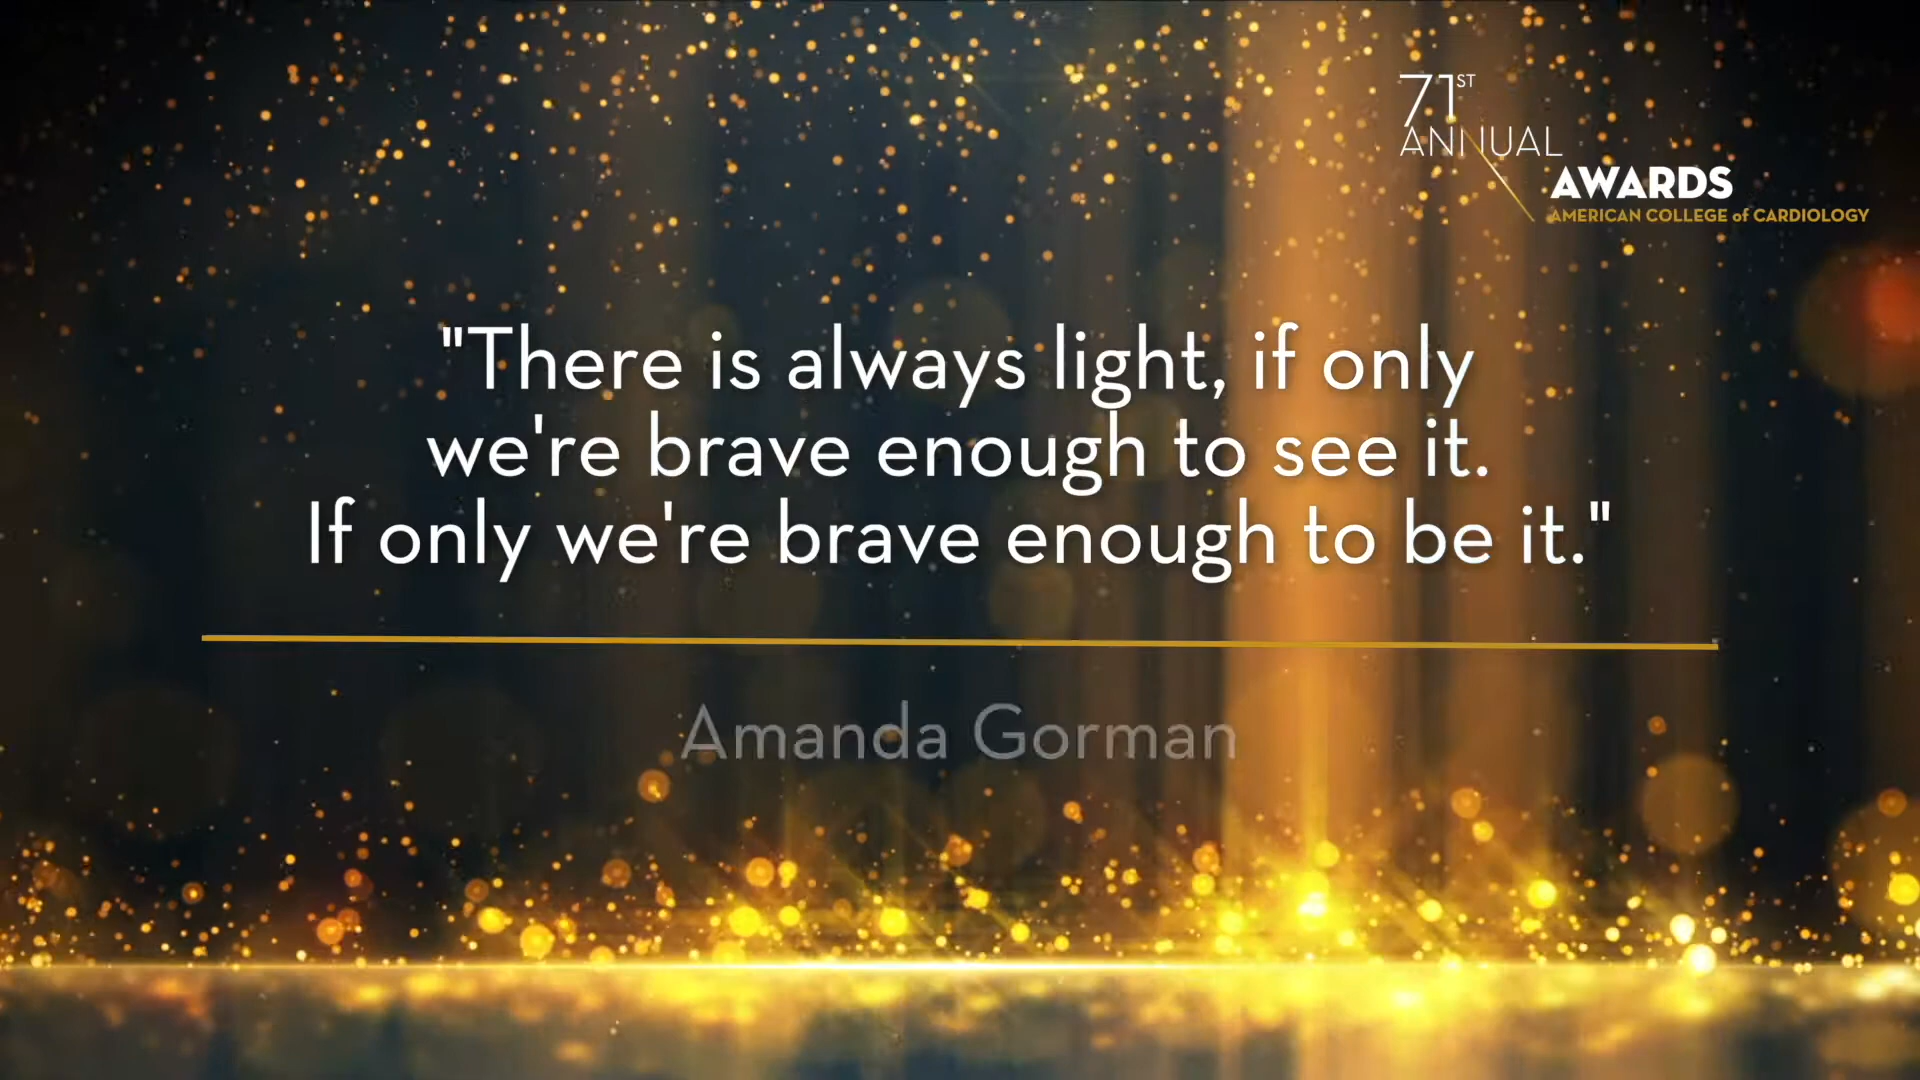 71ST
ANNUAL
AWARDS
AMERICAN COLLEGE of CARDIOLOGY
"There is always light, if only
we're brave enough to see it.
If only we're brave enough to be it."
Amanda Gorman